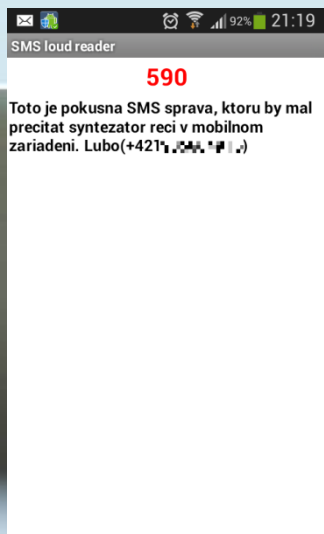 92% 21:19
SMS loud reader
590
Toto je pokusna SMS sprava, ktoru by mal
precitat syntezator reci v mobilnom
zariadeni. Lubo(+421